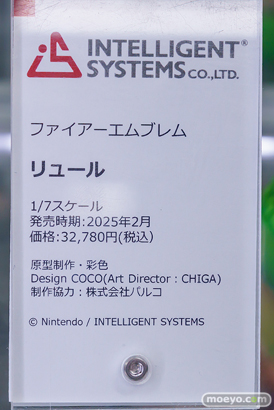 INTELLIGENT®
SYSTEMS CO.,LTD.
ファイアーエムブレム
リュール
1/7スケール
発売時期:2025年2月
価格:32,780円(税込)
原型制作・彩色
Design COCO(Art Director：CHIGA)
制作協力：株式会社パルコ
© Nintendo / INTELLIGENT SYSTEMS
moeyo.com